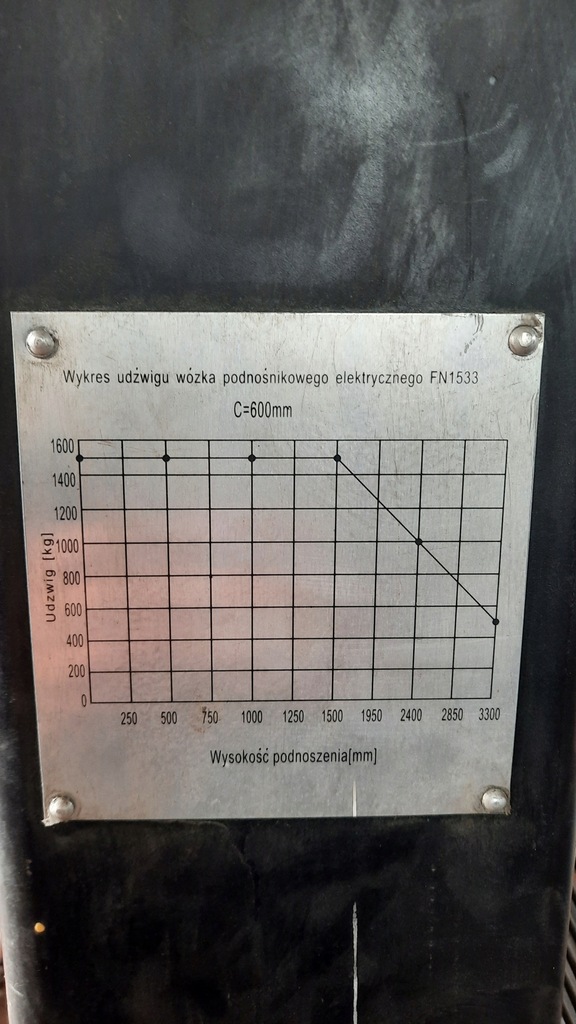 Wykres udźwigu wózka podnośnikowego elektrycznego FN1533
C=600mm
1600
1400
1200
1000
800
600
400
200
0
Udzwig [kg]
250 500 750 1000 1250 1500 1950 2400 2850 3300
Wysokość podnoszenia[mm]